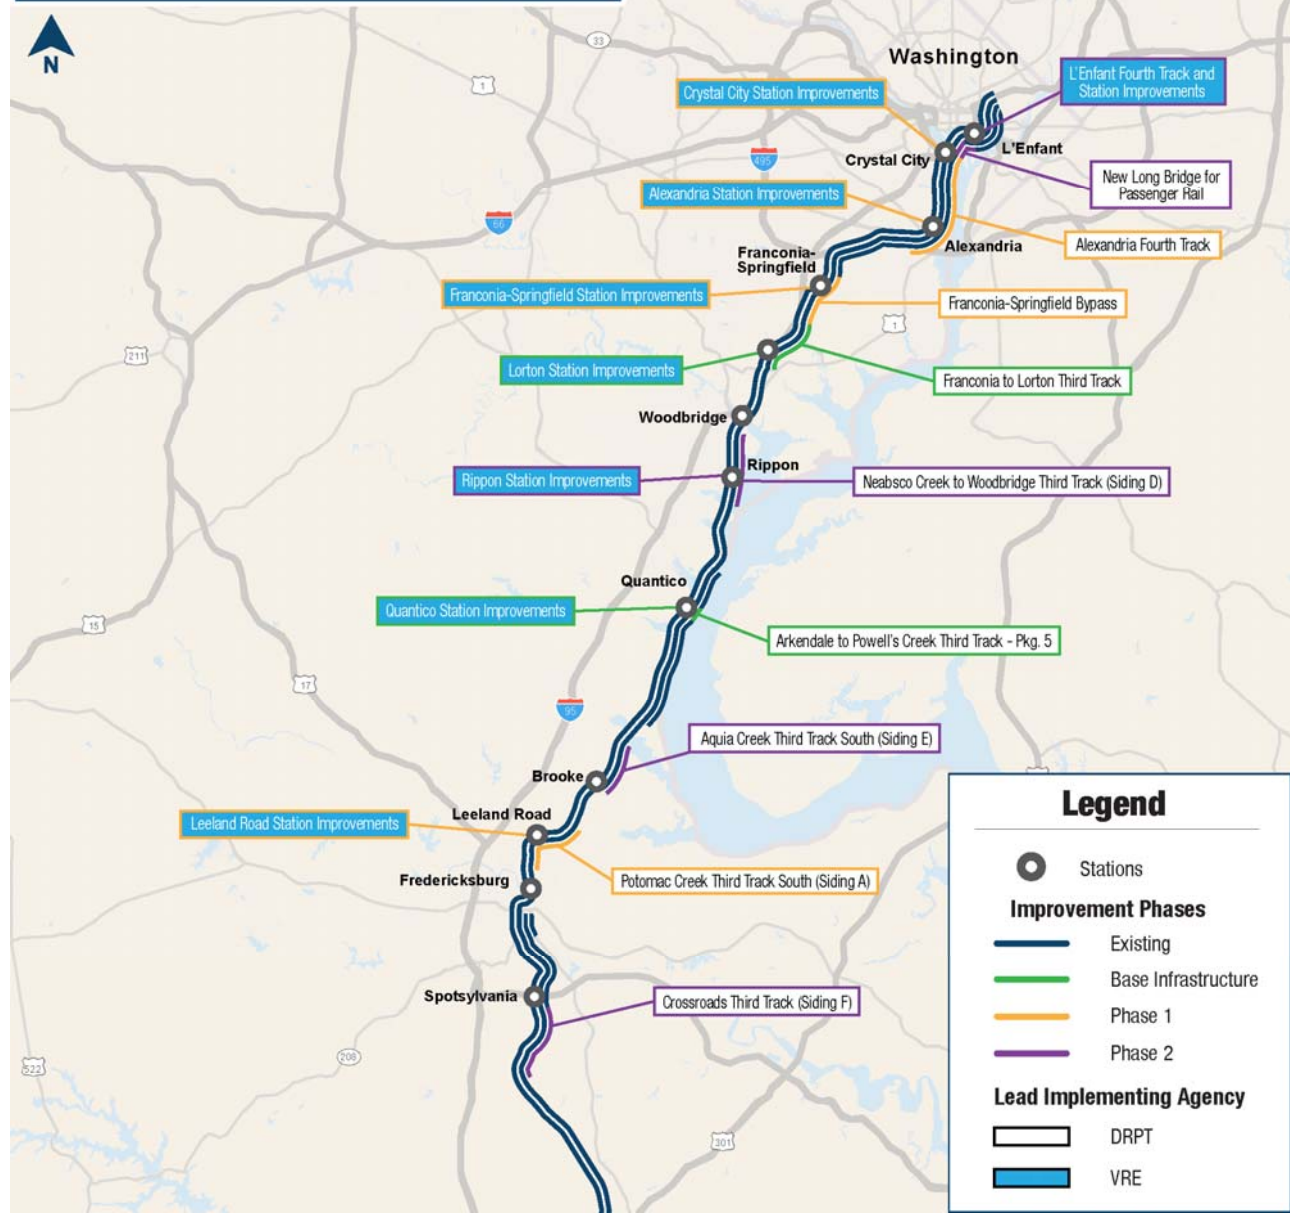 N
33
Washington
1
Crystal City Station Improvements
L'Enfant Fourth Track and
Station Improvements
L'Enfant
Crystal City
495
New Long Bridge for
Passenger Rail
Alexandria Station Improvements
66
Alexandria
Alexandria Fourth Track
Franconia-
Springfield
Franconia-Springfield Station Improvements
Franconia-Springfield Bypass
1
211
Lorton Station Improvements
Franconia to Lorton Third Track
Woodbridge
Rippon
Rippon Station Improvements
Neabsco Creek to Woodbridge Third Track (Siding D)
Quantico
Quantico Station Improvements
15
Arkendale to Powell's Creek Third Track - Pkg. 5
17
95
Aquia Creek Third Track South (Siding E)
Brooke
Leeland Road
Leeland Road Station Improvements
Fredericksburg
Potomac Creek Third Track South (Siding A)
Spotsylvania
Crossroads Third Track (Siding F)
208
522
301
Legend
Stations
Improvement Phases
Existing
Base Infrastructure
Phase 1
Phase 2
Lead Implementing Agency
DRPT
VRE